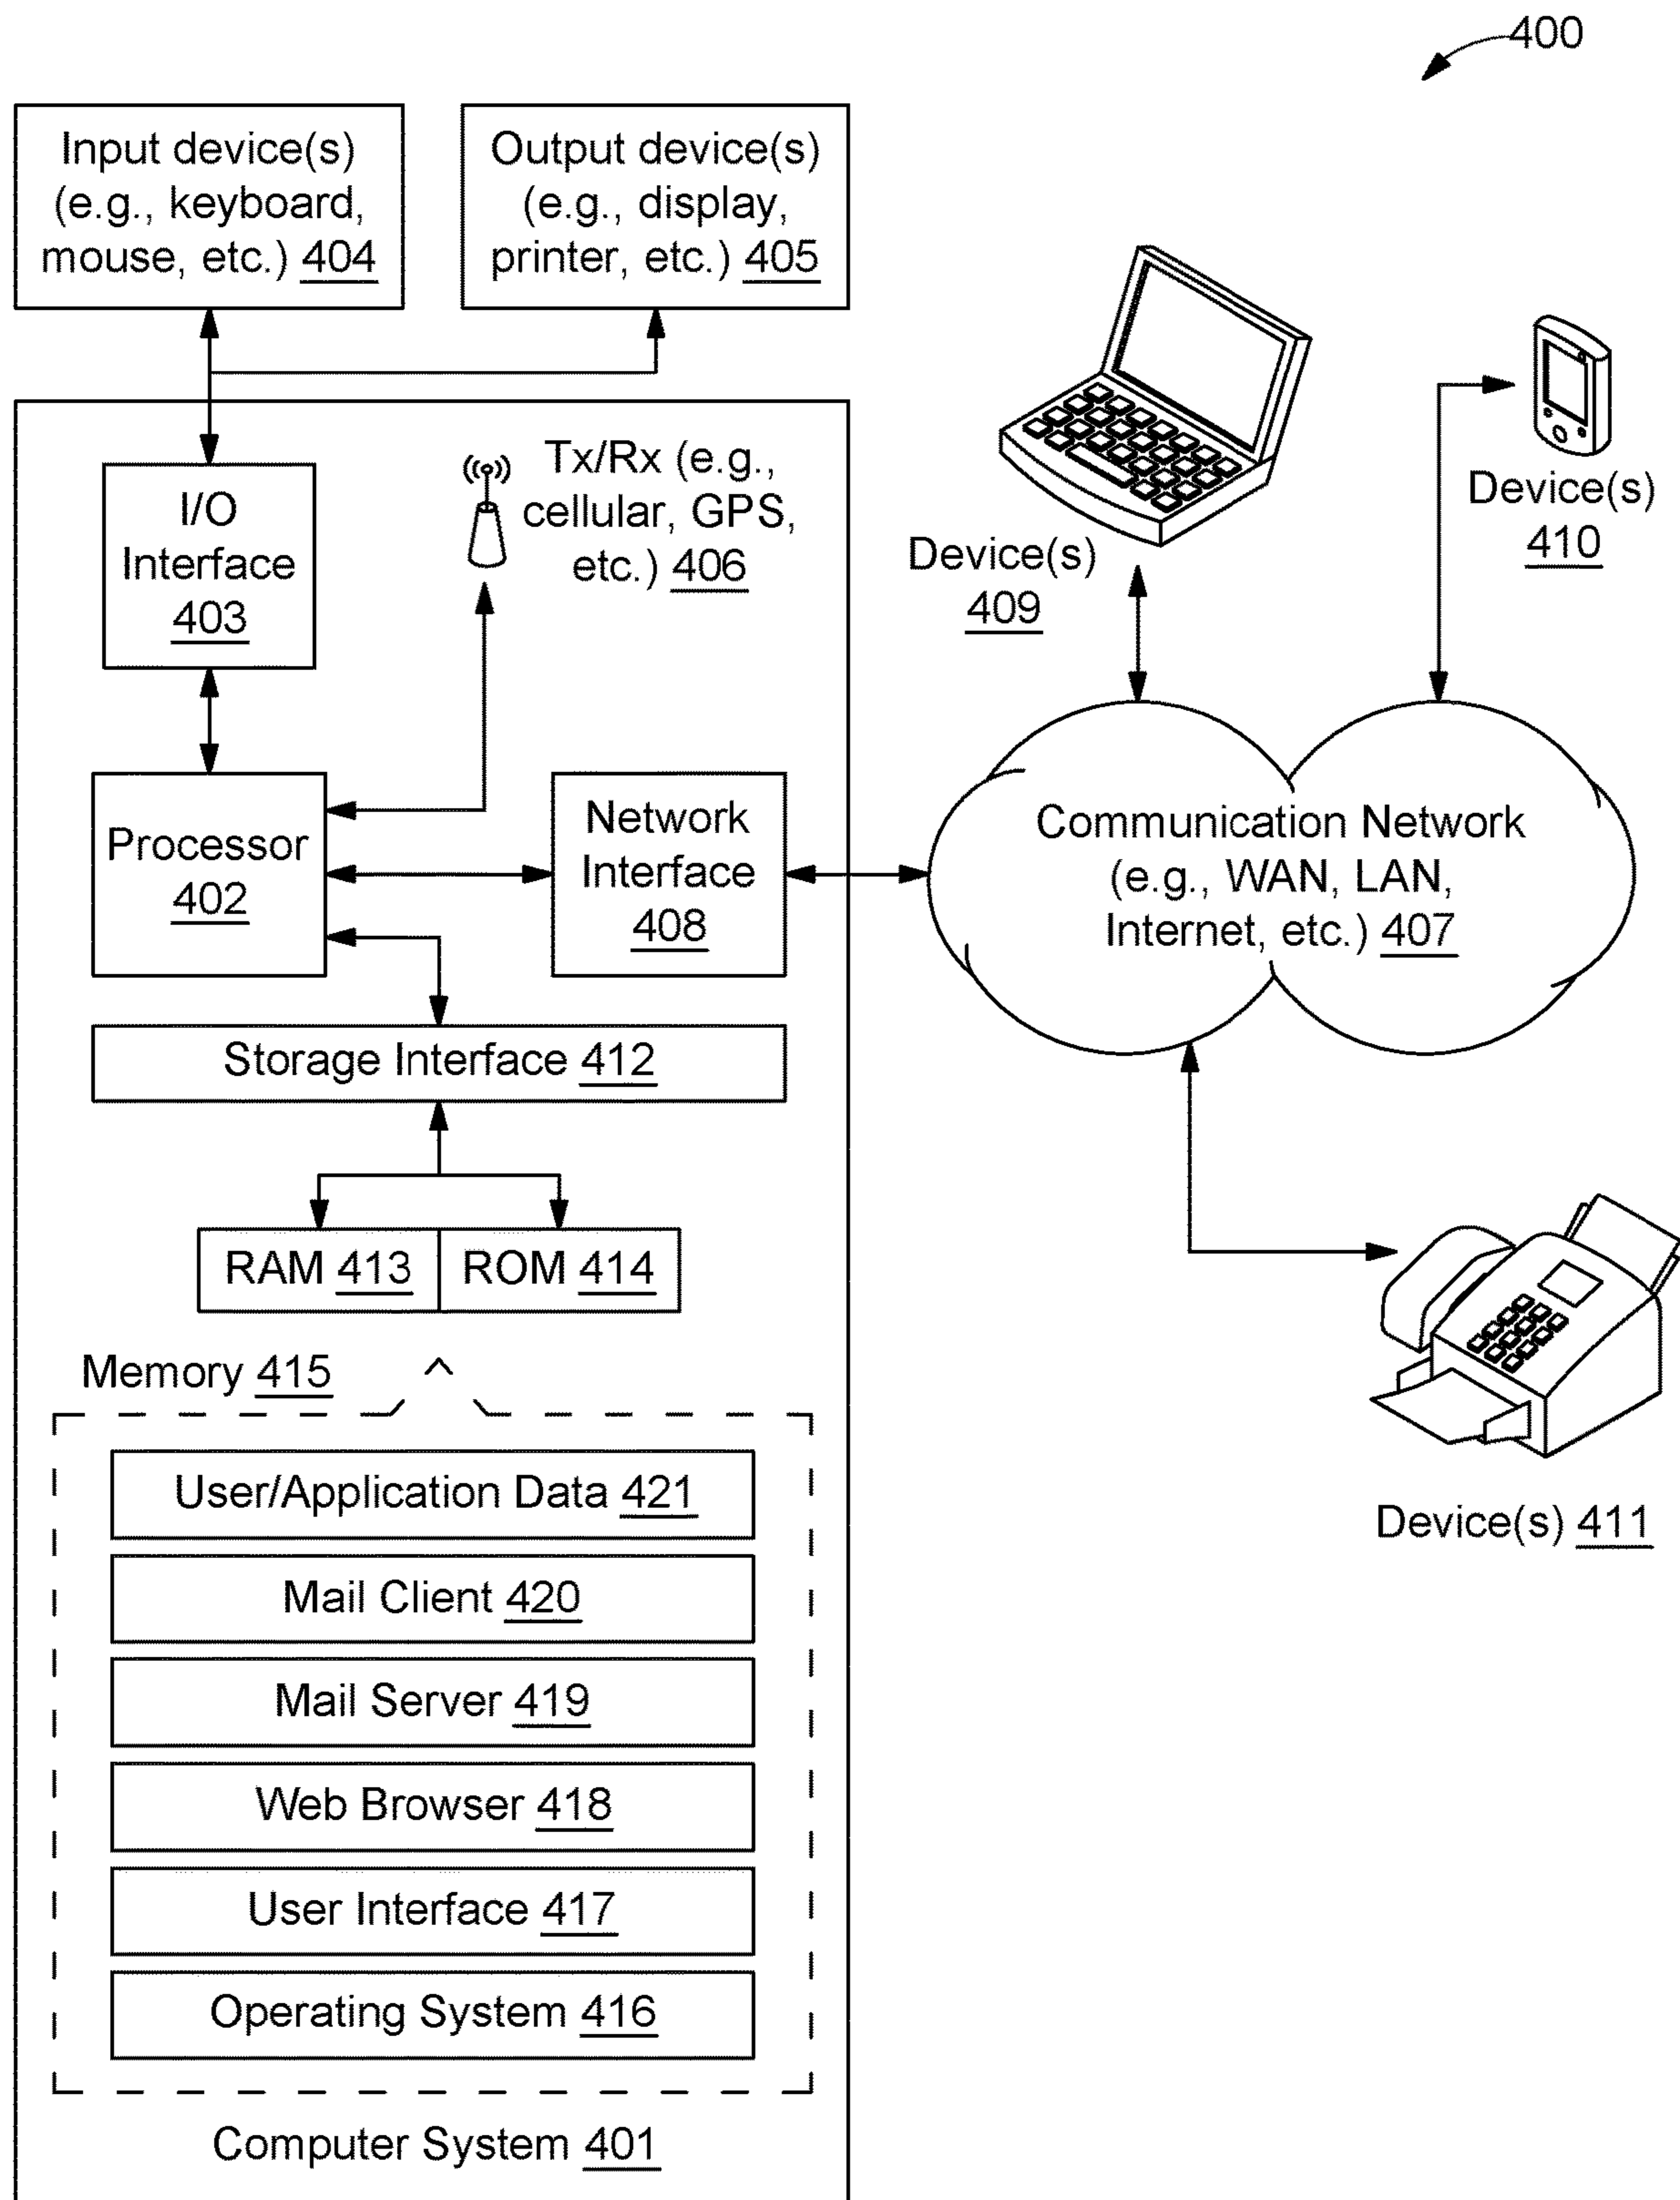 400
Input device(s)
(e.g., keyboard,
mouse, etc.) 404
Output device(s)
(e.g., display,
printer, etc.) 405
I/O
Interface
403
Tx/Rx (e.g.,
cellular, GPS,
etc.) 406
Device(s)
409
Device(s)
410
Processor
402
Network
Interface
408
Communication Network
(e.g., WAN, LAN,
Internet, etc.) 407
Storage Interface 412
RAM 413
ROM 414
Memory 415
User/Application Data 421
Mail Client 420
Mail Server 419
Web Browser 418
User Interface 417
Operating System 416
Computer System 401
Device(s) 411